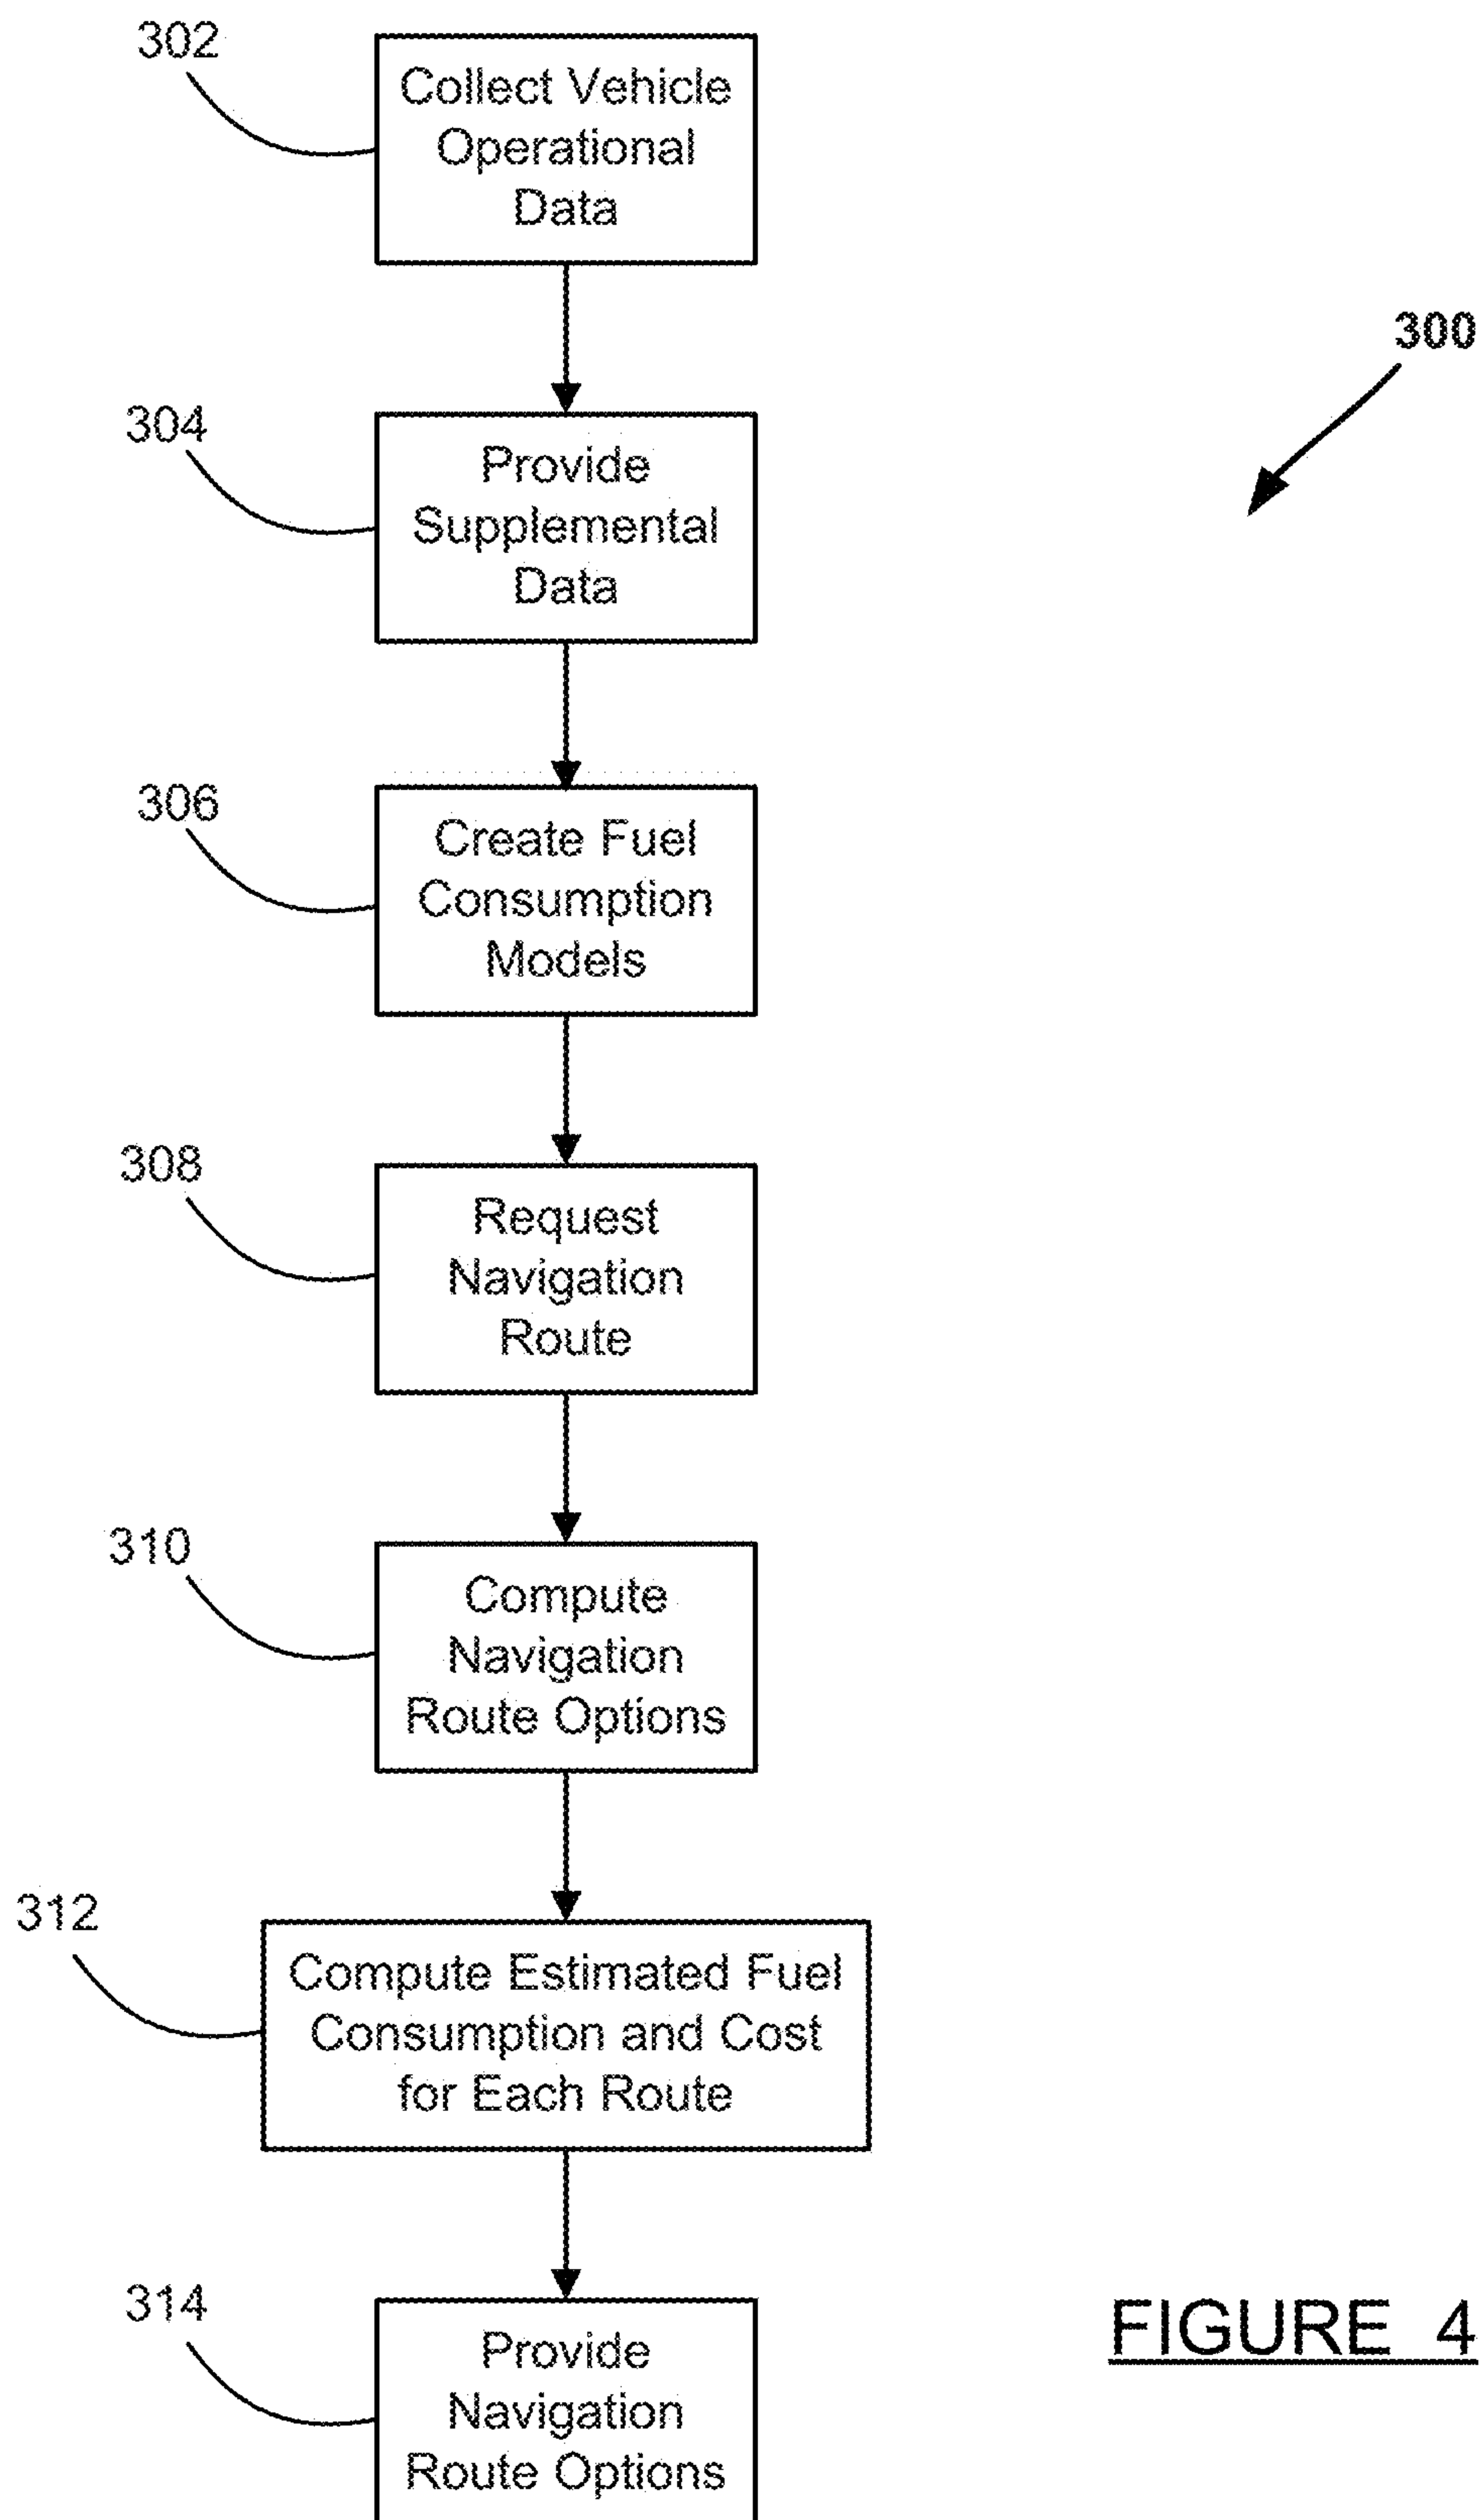 302
Collect Vehicle
Operational
Data
300
304
Provide
Supplemental
Data
306
Create Fuel
Consumption
Models
308
Request
Navigation
Route
310
Compute
Navigation
Route Options
312
Compute Estimated Fuel
Consumption and Cost
for Each Route
314
Provide
Navigation
Route Options
FIGURE 4